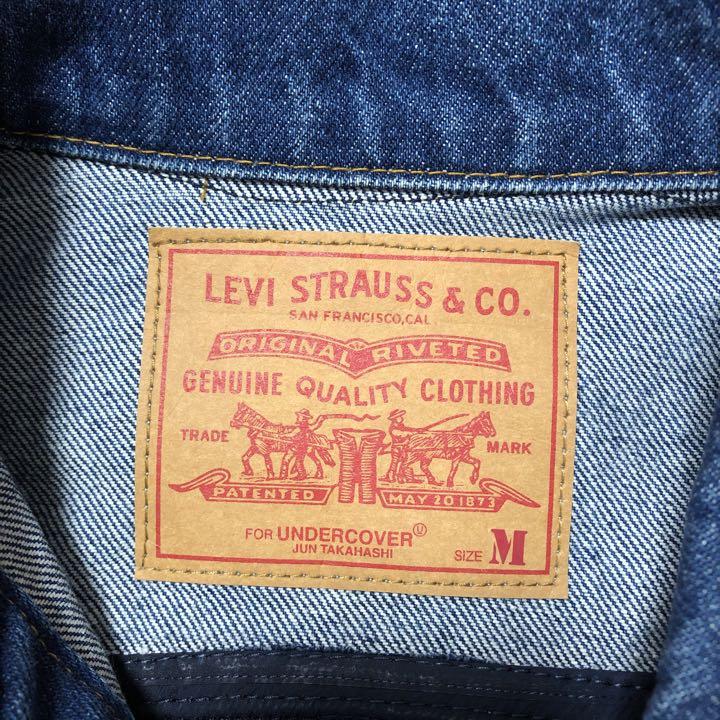 LEVI STRAUSS & CO.
SAN FRANCISCO,CAL
ORIGINAL RIVETED
GENUINE QUALITY CLOTHING
TRADE MARK
PATENTED MAY 20 1873
FOR UNDERCOVER Ⓤ
JUN TAKAHASHI
SIZE M